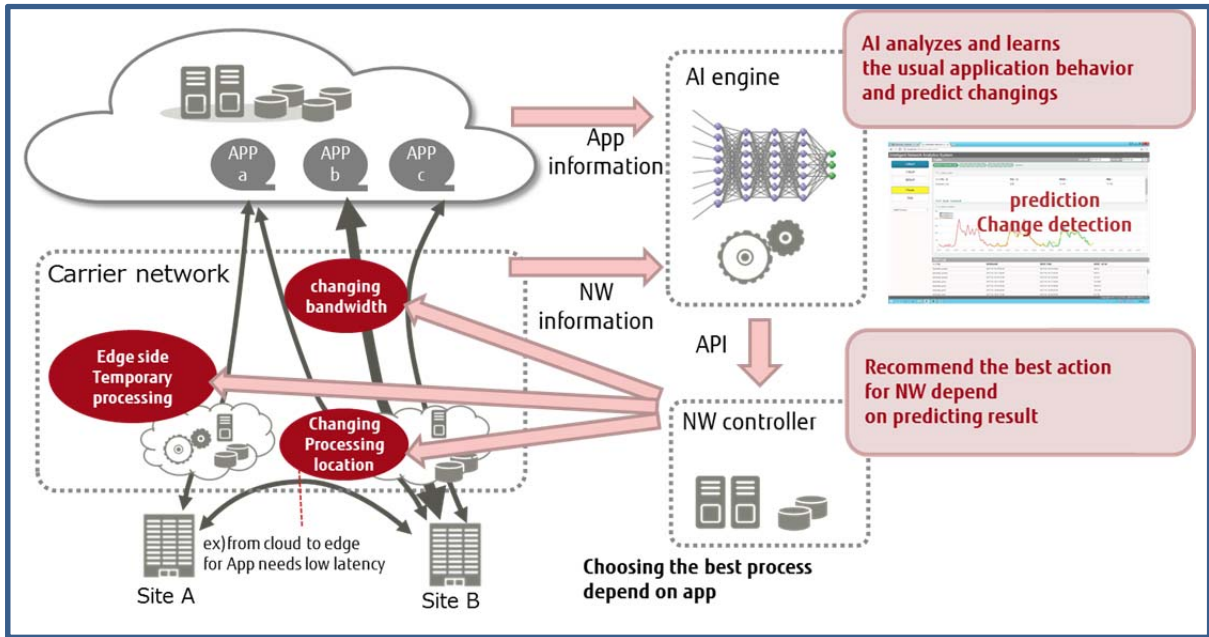 AI analyzes and learns
the usual application behavior
and predict changings
AI engine
App
information
APP
a
APP
b
APP
c
prediction
Change detection
Carrier network
changing
bandwidth
NW
information
API
Edge side
Temporary
processing
Changing
Processing
location
NW controller
Recommend the best action
for NW depend
on predicting result
ex)from cloud to edge
for App needs low latency
Choosing the best process
depend on app
Site A
Site B